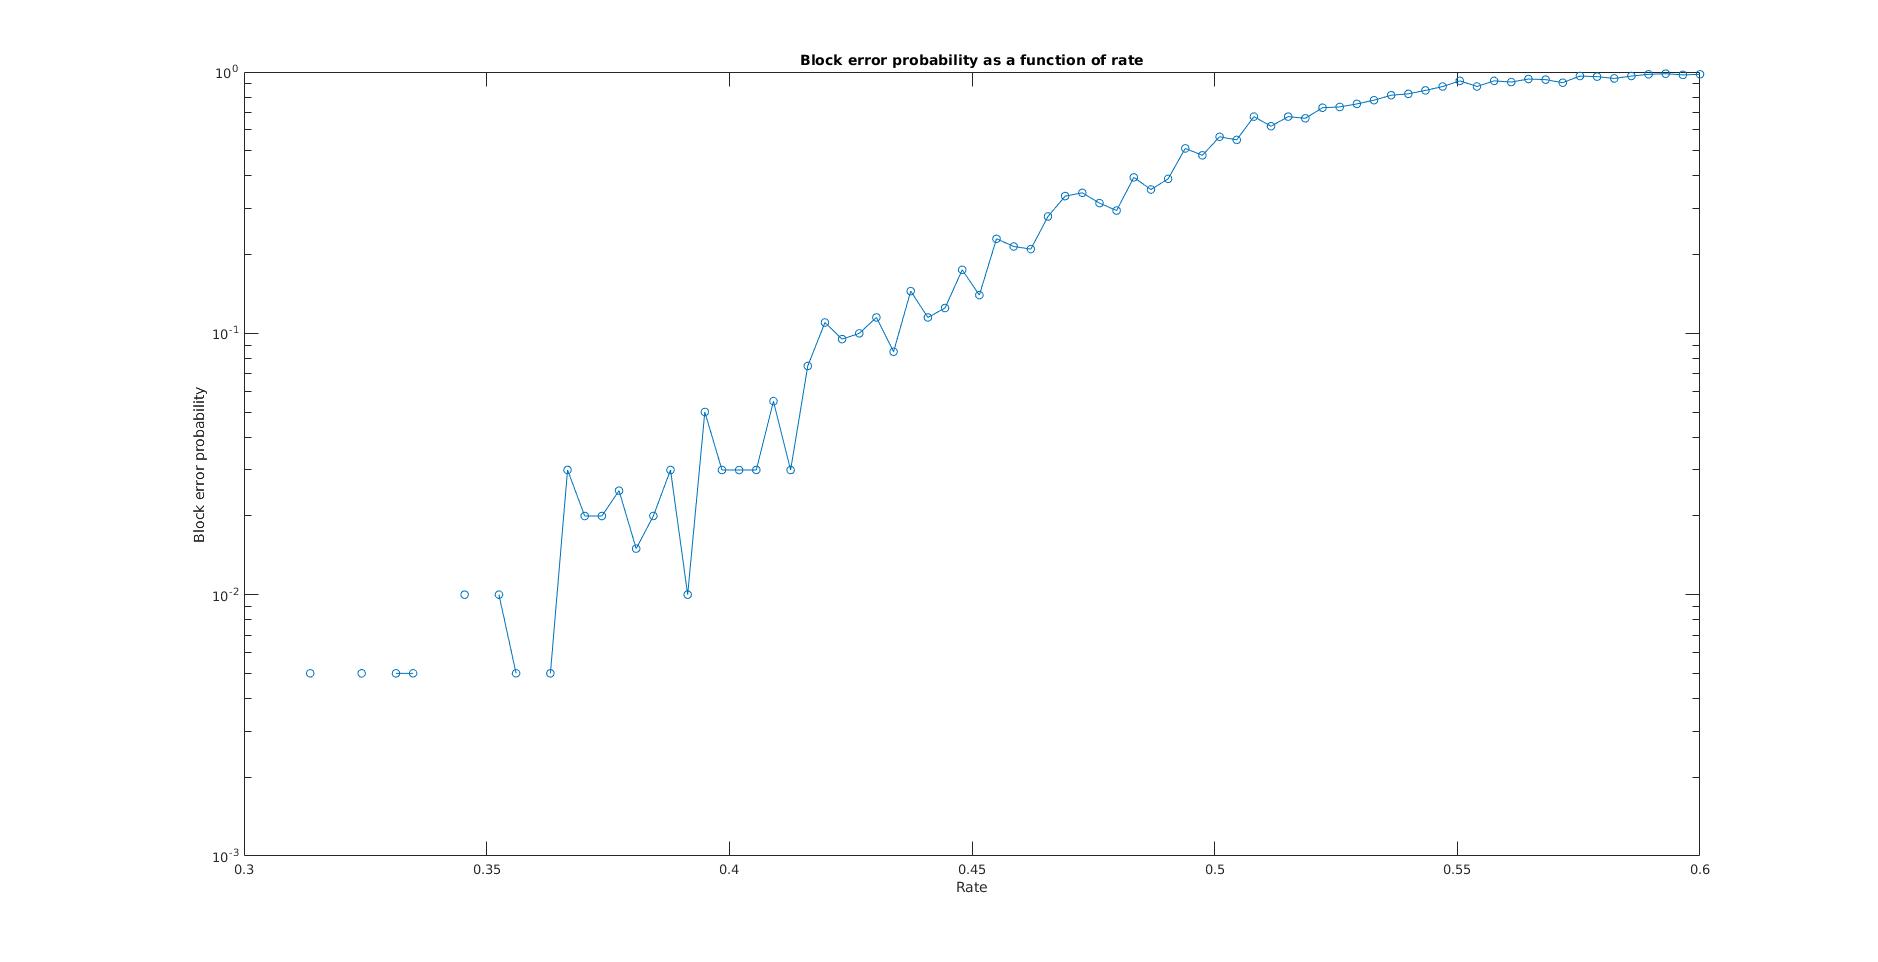 Block error probability as a function of rate
10^0
10^-1
10^-2
10^-3
Block error probability
0.3 0.35 0.4 0.45 0.5 0.55 0.6
Rate